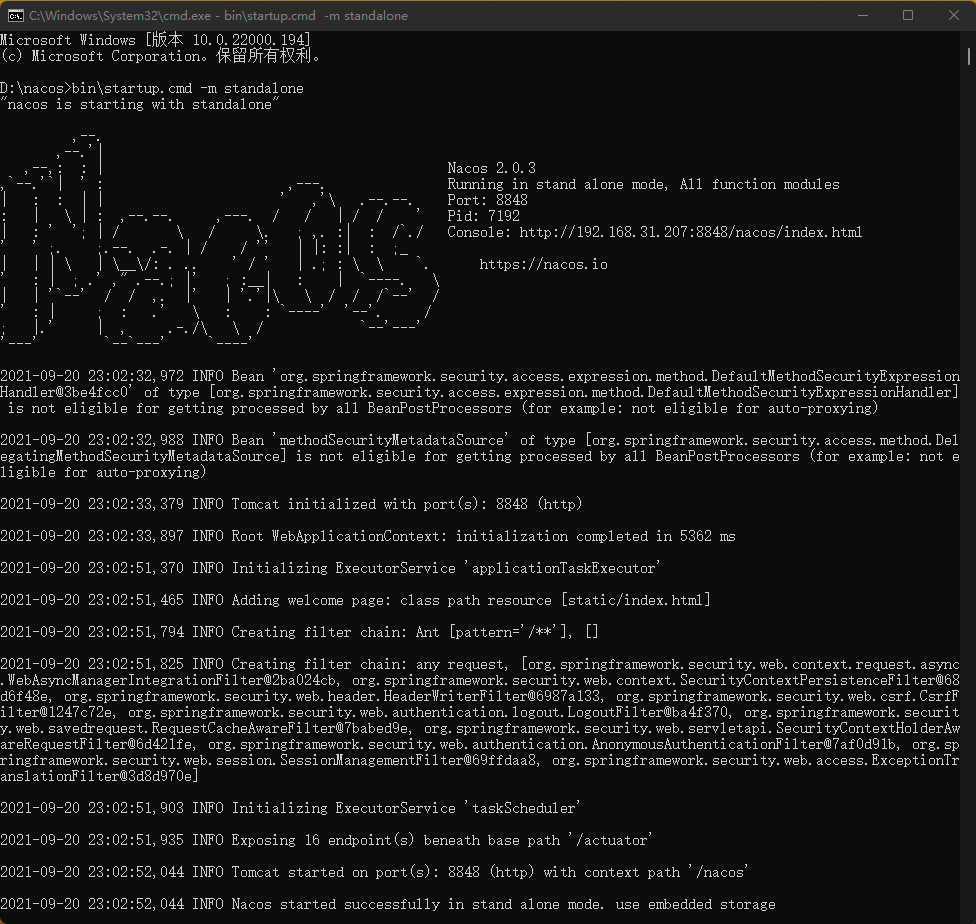 C:\Windows\System32\cmd.exe - bin\startup.cmd -m standalone
Microsoft Windows [版本 10.0.22000.194]
(c) Microsoft Corporation。保留所有权利。
D:\nacos>bin\startup.cmd -m standalone
"nacos is starting with standalone"
Nacos 2.0.3
Running in stand alone mode, All function modules
Port: 8848
Pid: 7192
Console: http://192.168.31.207:8848/nacos/index.html
https://nacos.io
2021-09-20 23:02:32,972 INFO Bean 'org.springframework.security.access.expression.method.DefaultMethodSecurityExpression
Handler@3be4fcc0' of type [org.springframework.security.access.expression.method.DefaultMethodSecurityExpressionHandler]
is not eligible for getting processed by all BeanPostProcessors (for example: not eligible for auto-proxying)
2021-09-20 23:02:32,988 INFO Bean 'methodSecurityMetadataSource' of type [org.springframework.security.access.method.Del
egatingMethodSecurityMetadataSource] is not eligible for getting processed by all BeanPostProcessors (for example: not e
ligible for auto-proxying)
2021-09-20 23:02:33,379 INFO Tomcat initialized with port(s): 8848 (http)
2021-09-20 23:02:33,897 INFO Root WebApplicationContext: initialization completed in 5362 ms
2021-09-20 23:02:51,370 INFO Initializing ExecutorService 'applicationTaskExecutor'
2021-09-20 23:02:51,465 INFO Adding welcome page: class path resource [static/index.html]
2021-09-20 23:02:51,794 INFO Creating filter chain: Ant [pattern='/**'], []
2021-09-20 23:02:51,825 INFO Creating filter chain: any request, [org.springframework.security.web.context.request.async
.WebAsyncManagerIntegrationFilter@2ba024cb, org.springframework.security.web.context.SecurityContextPersistenceFilter@68
d6f48e, org.springframework.security.web.header.HeaderWriterFilter@6987a133, org.springframework.security.web.csrf.CsrfF
ilter@1247c72e, org.springframework.security.web.authentication.logout.LogoutFilter@ba4f370, org.springframework.securit
y.web.savedrequest.RequestCacheAwareFilter@7babed9e, org.springframework.security.web.servletapi.SecurityContextHolderAw
areRequestFilter@6d421fe, org.springframework.security.web.authentication.AnonymousAuthenticationFilter@7af0d91b, org.sp
ringframework.security.web.session.SessionManagementFilter@69ffdaa8, org.springframework.security.web.access.ExceptionTr
anslationFilter@3d8d970e]
2021-09-20 23:02:51,903 INFO Initializing ExecutorService 'taskScheduler'
2021-09-20 23:02:51,935 INFO Exposing 16 endpoint(s) beneath base path '/actuator'
2021-09-20 23:02:52,044 INFO Tomcat started on port(s): 8848 (http) with context path '/nacos'
2021-09-20 23:02:52,044 INFO Nacos started successfully in stand alone mode. use embedded storage